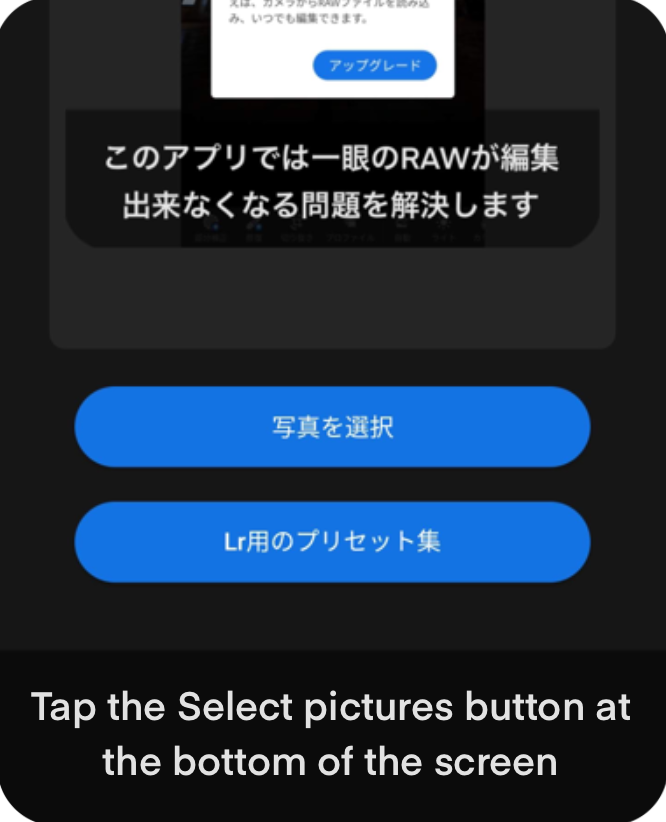 えば、カメラからRAWファイルを読み込
み、いつでも編集できます。
アップグレード
このアプリでは一眼のRAWが編集
出来なくなる問題を解決します
写真を選択
Lr用のプリセット集
Tap the Select pictures button at
the bottom of the screen